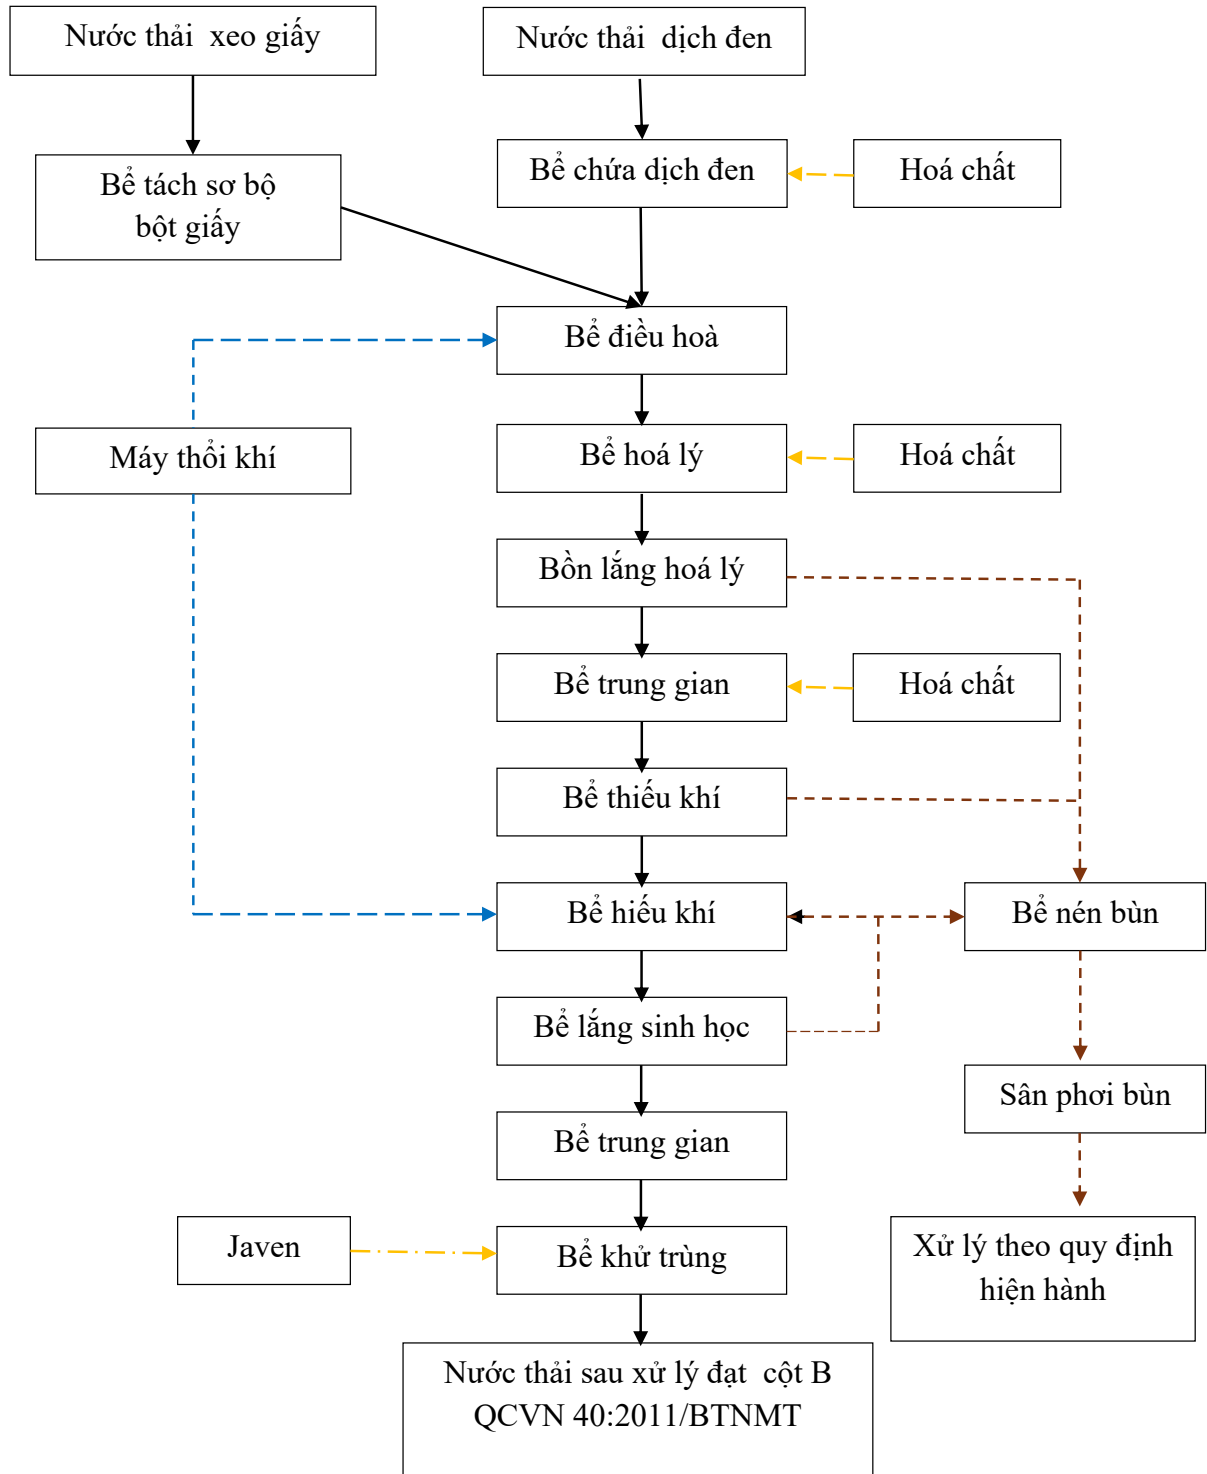 Nước thải xeo giấy
Nước thải dịch đen
Bể tách sơ bộ
bột giấy
Bể chứa dịch đen
Hoá chất
Bể điều hoà
Máy thổi khí
Bể hoá lý
Hoá chất
Bồn lắng hoá lý
Bể trung gian
Hoá chất
Bể thiếu khí
Bể hiếu khí
Bể nén bùn
Bể lắng sinh học
Sân phơi bùn
Bể trung gian
Javen
Bể khử trùng
Xử lý theo quy định
hiện hành
Nước thải sau xử lý đạt cột B
QCVN 40:2011/BTNMT